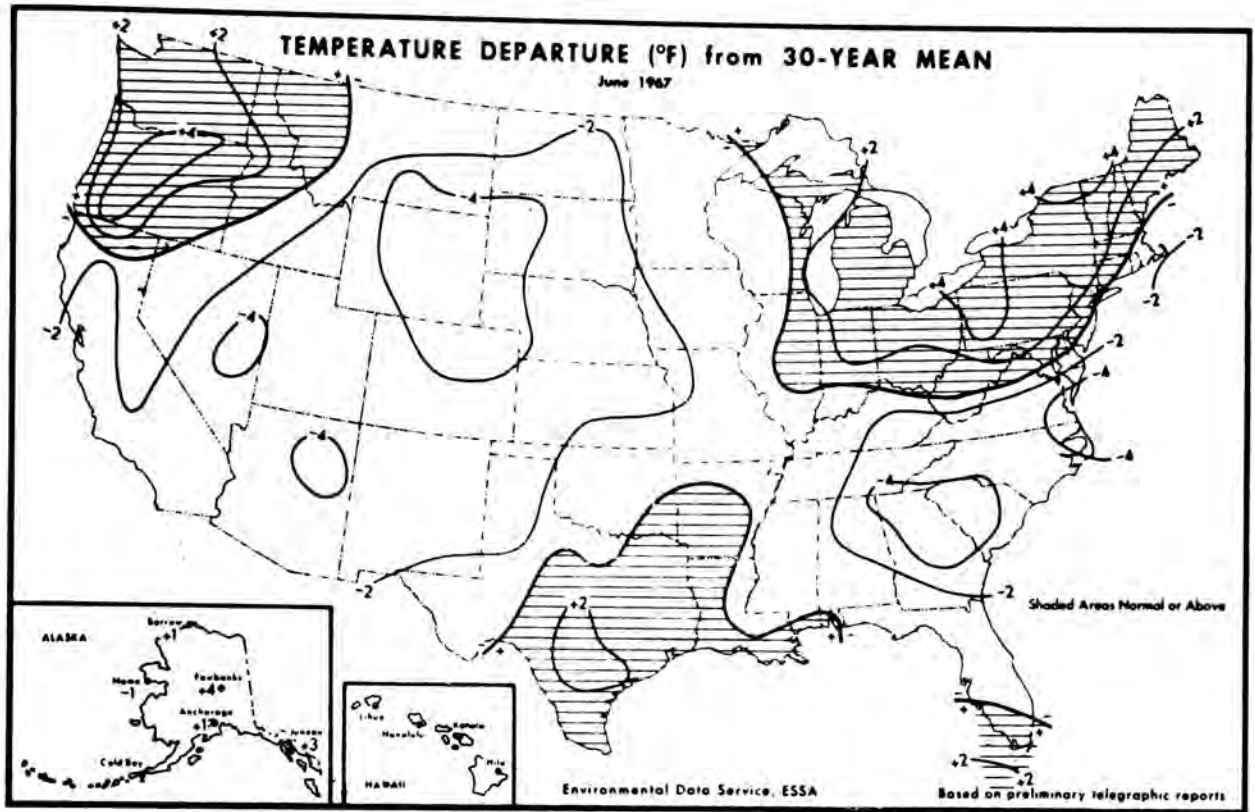 TEMPERATURE DEPARTURE (°F) from 30-YEAR MEAN
June 1967
+2
+2
+
+4
+
-
-2
-4
-2
-4
-4
-2
+
-
+2
+4
+4
+4
+4
+2
+
-
-2
-2
-2
-4
-4
-4
-2
+2
+
+
-
+
-
+
+2
+2
Shaded Areas Normal or Above
ALASKA
Barrow
+1
Nome
-1
Fairbanks
+4
Anchorage
+1
Juneau
+3
Cold Bay
Lihue
Honolulu
Kahului
Hilo
HAWAII
Environmental Data Service, ESSA
Based on preliminary telegraphic reports